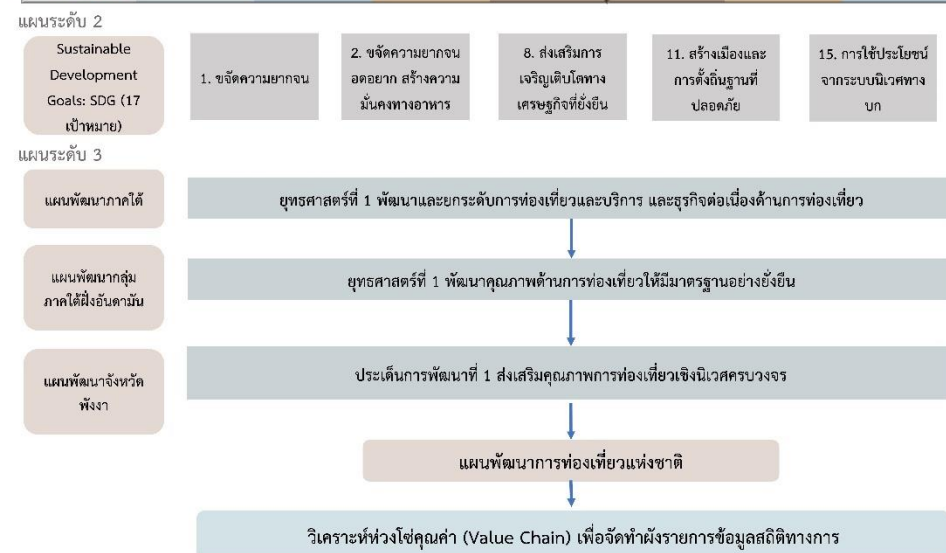 แผนระดับ 2
Sustainable
Development
Goals: SDG (17
เป้าหมาย)
1. ขจัดความยากจน
2. ขจัดความยากจน
อดอยาก สร้างความ
มั่นคงทางอาหาร
8. ส่งเสริมการ
เจริญเติบโตทาง
เศรษฐกิจที่ยั่งยืน
11. สร้างเมืองและ
การตั้งถิ่นฐานที่
ปลอดภัย
15. การใช้ประโยชน์
จากระบบนิเวศทาง
บก
แผนระดับ 3
แผนพัฒนาภาคใต้
ยุทธศาสตร์ที่ 1 พัฒนาและยกระดับการท่องเที่ยวและบริการ และธุรกิจต่อเนื่องด้านการท่องเที่ยว
แผนพัฒนากลุ่ม
ภาคใต้ฝั่งอันดามัน
ยุทธศาสตร์ที่ 1 พัฒนาคุณภาพด้านการท่องเที่ยวให้มีมาตรฐานอย่างยั่งยืน
แผนพัฒนาจังหวัด
พังงา
ประเด็นการพัฒนาที่ 1 ส่งเสริมคุณภาพการท่องเที่ยวเชิงนิเวศครบวงจร
แผนพัฒนาการท่องเที่ยวแห่งชาติ
วิเคราะห์ห่วงโซ่คุณค่า (Value Chain) เพื่อจัดทำผังรายการข้อมูลสถิติทางการ